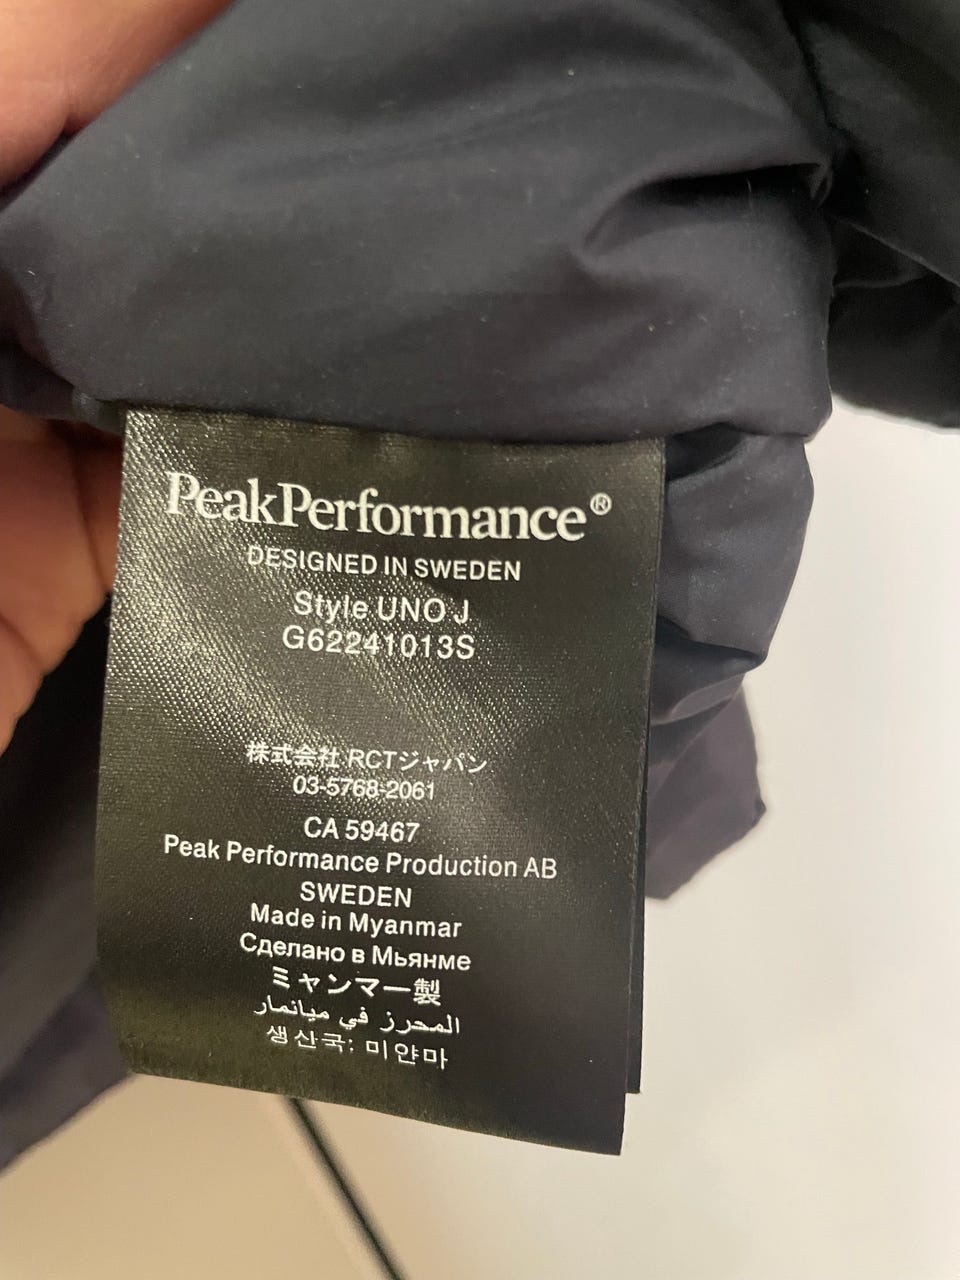 PeakPerformance®
DESIGNED IN SWEDEN
Style UNO J
G62241013S
株式会社 RCTジャパン
03-5768-2061
CA 59467
Peak Performance Production AB
SWEDEN
Made in Myanmar
Сделано в Мьянме
ミャンマー製
المحرز في ميانمار
생산국: 미얀마